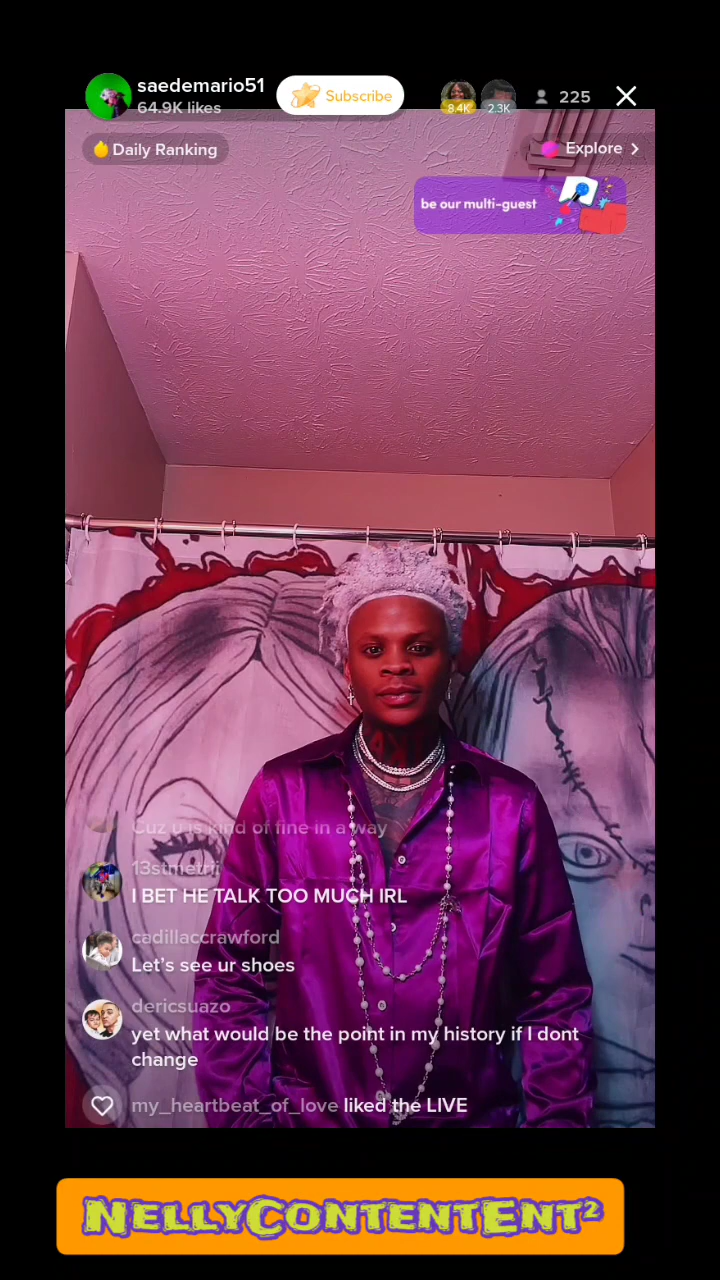 saedemario51
64.9K likes
Subscribe
8.4K
2.3K
225
Daily Ranking
Explore
be our multi-guest
Cuz u is kind of fine in a way
13stmetrii
I BET HE TALK TOO MUCH IRL
cadillaccrawford
Let's see ur shoes
dericsuazo
yet what would be the point in my history if I dont
change
my_heartbeat_of_love liked the LIVE
NELLYCONTENTENT²